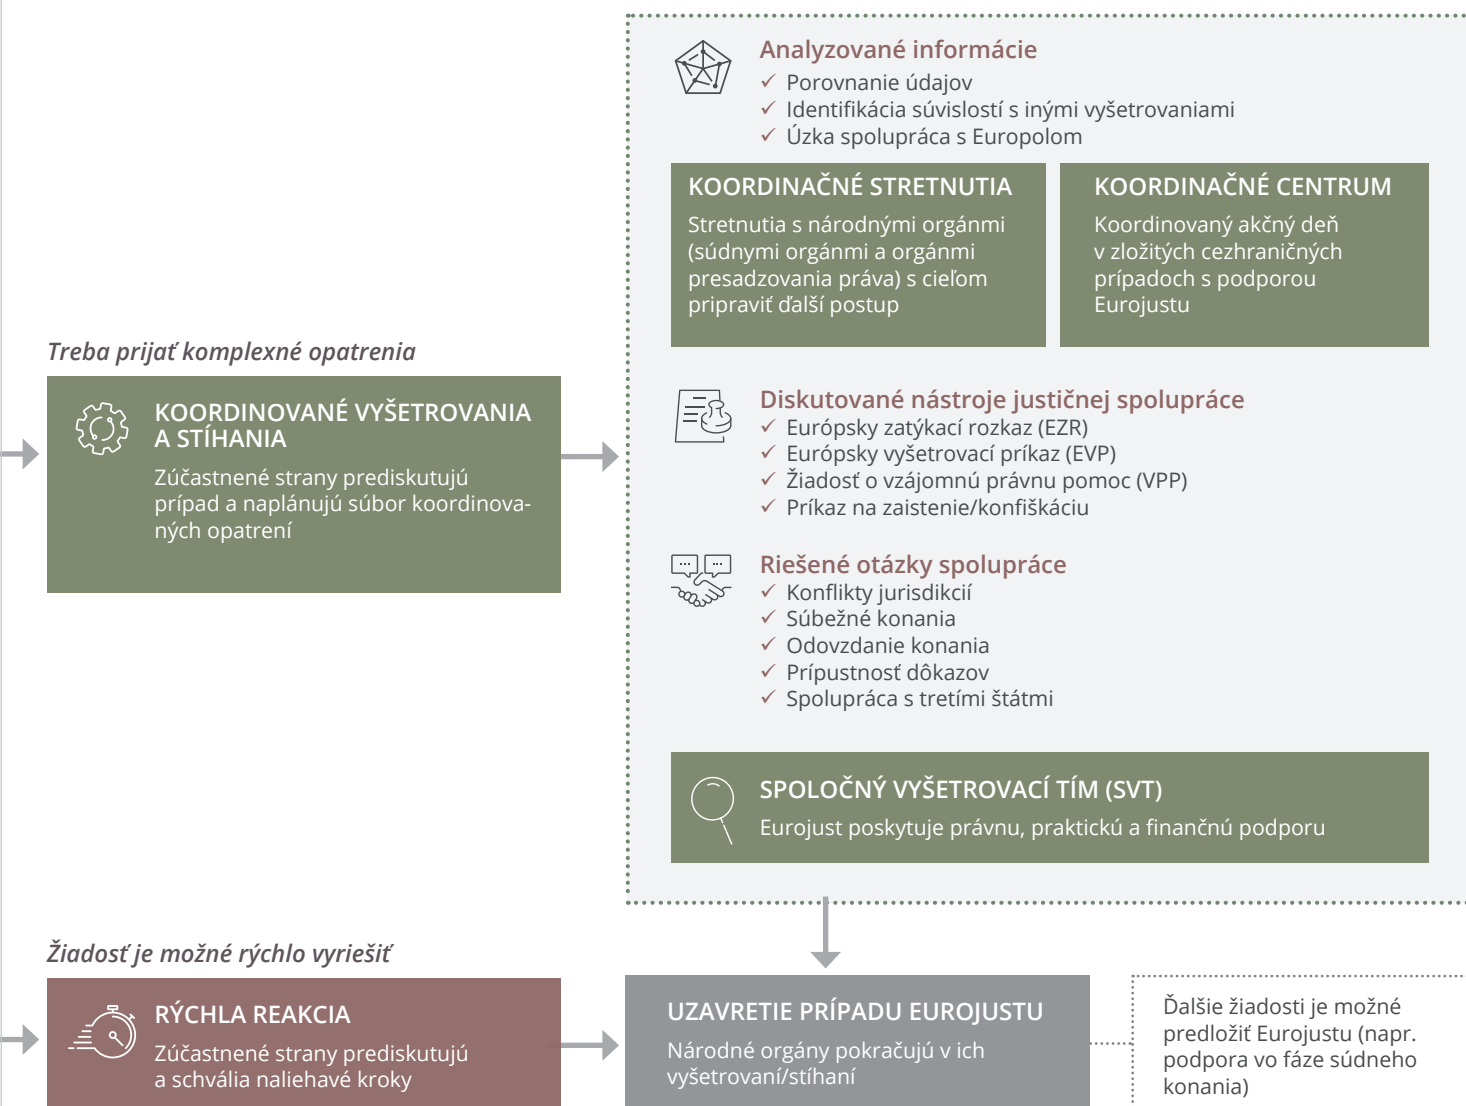 Analyzované informácie
✓ Porovnanie údajov
✓ Identifikácia súvislostí s inými vyšetrovaniami
✓ Úzka spolupráca s Europolom
KOORDINAČNÉ STRETNUTIA
Stretnutia s národnými orgánmi
(súdnymi orgánmi a orgánmi
presadzovania práva) s cieľom
pripraviť ďalší postup
KOORDINAČNÉ CENTRUM
Koordinovaný akčný deň
v zložitých cezhraničných
prípadoch s podporou
Eurojustu
Treba prijať komplexné opatrenia
KOORDINOVANÉ VYŠETROVANIA
A STÍHANIA
Zúčastnené strany prediskutujú
prípad a naplánujú súbor koordinova-
ných opatrení
Diskutované nástroje justičnej spolupráce
✓ Európsky zatýkací rozkaz (EZR)
✓ Európsky vyšetrovací príkaz (EVP)
✓ Žiadosť o vzájomnú právnu pomoc (VPP)
✓ Príkaz na zaistenie/konfiškáciu
Riešené otázky spolupráce
✓ Konflikty jurisdikcií
✓ Súbežné konania
✓ Odovzdanie konania
✓ Prípustnosť dôkazov
✓ Spolupráca s tretími štátmi
SPOLOČNÝ VYŠETROVACÍ TÍM (SVT)
Eurojust poskytuje právnu, praktickú a finančnú podporu
Žiadosť je možné rýchlo vyriešiť
RÝCHLA REAKCIA
Zúčastnené strany prediskutujú
a schvália naliehavé kroky
UZAVRETIE PRÍPADU EUROJUSTU
Národné orgány pokračujú v ich
vyšetrovaní/stíhaní
Ďalšie žiadosti je možné
predložiť Eurojustu (napr.
podpora vo fáze súdneho
konania)